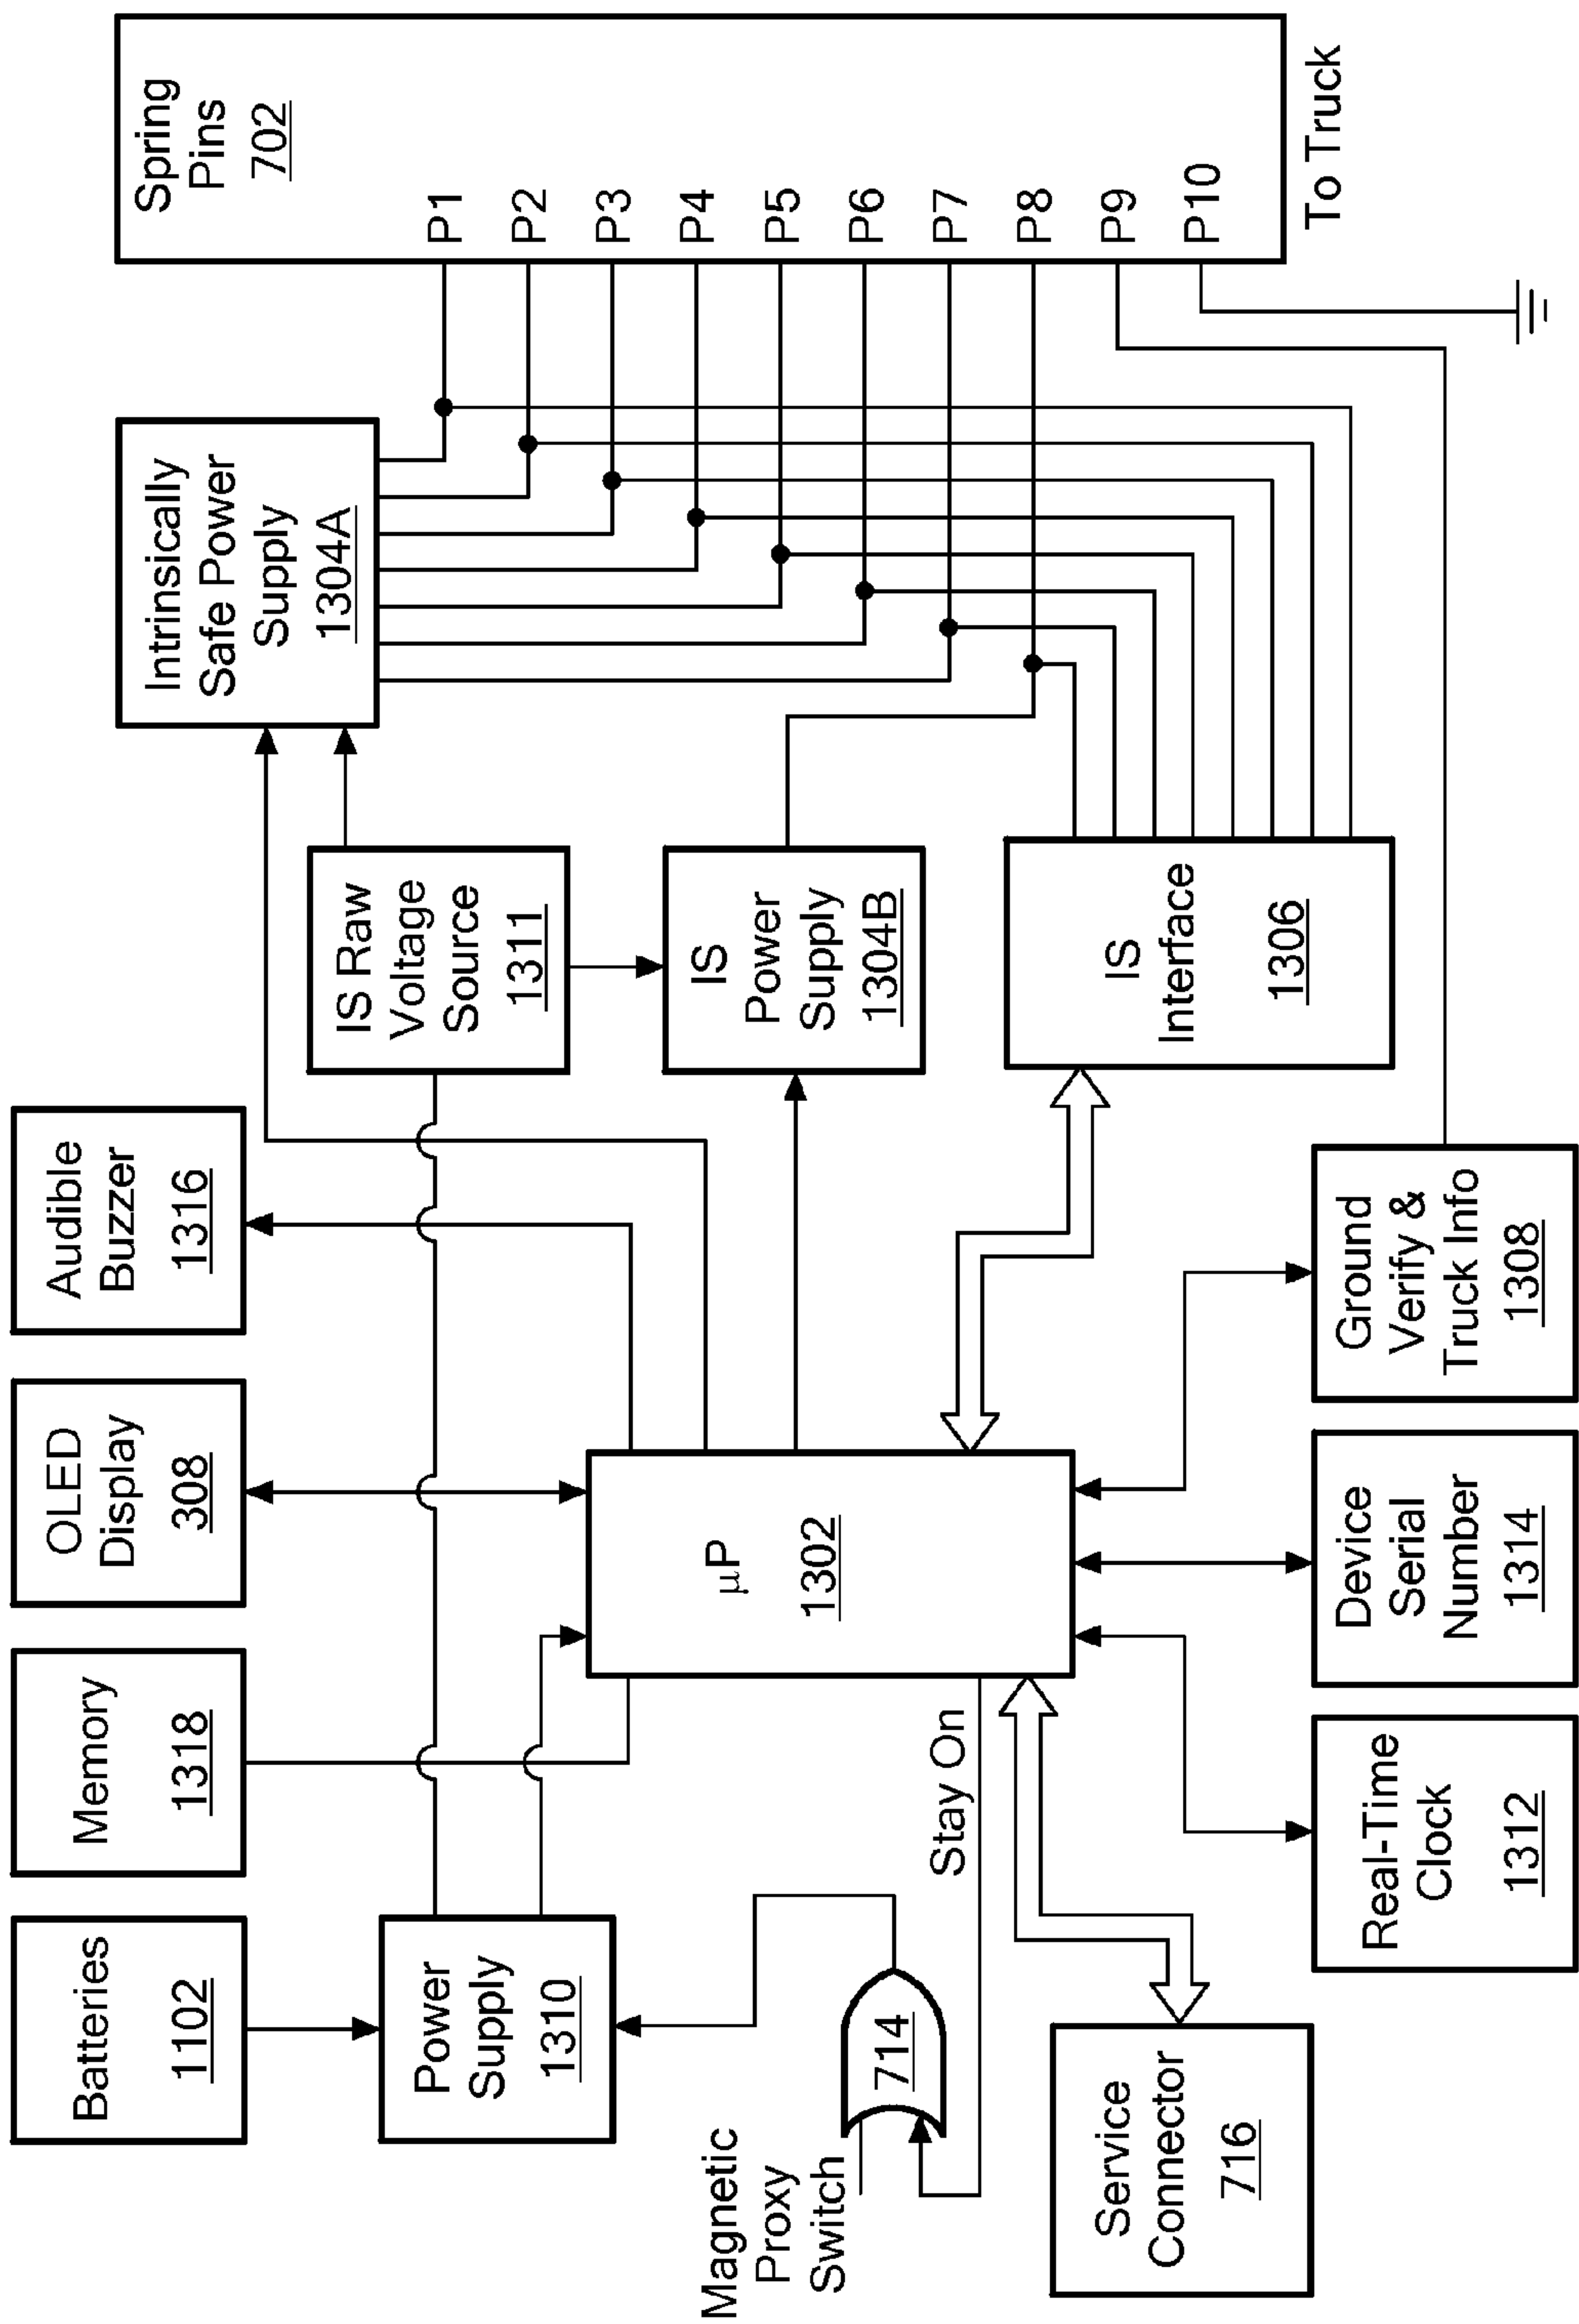 Batteries
1102
Memory
1318
OLED
Display
308
Audible
Buzzer
1316
Intrinsically
Safe Power
Supply
1304A
Spring
Pins
702
P1
P2
P3
P4
P5
P6
P7
P8
P9
P10
To Truck
Power
Supply
1310
IS Raw
Voltage
Source
1311
IS
Power
Supply
1304B
μP
1302
IS
Interface
1306
Magnetic
Proxy
Switch
714
Stay On
Service
Connector
716
Real-Time
Clock
1312
Device
Serial
Number
1314
Ground
Verify &
Truck Info
1308